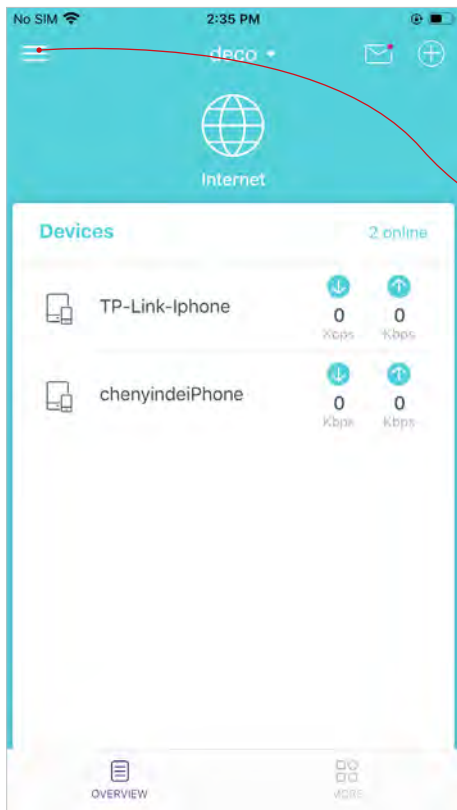 No SIM 2:35 PM
deco
Internet
Devices 2 online
TP-Link-Iphone
0 0
Kbps Kbps
chenyindeiPhone
0 0
Kbps Kbps
OVERVIEW MORE